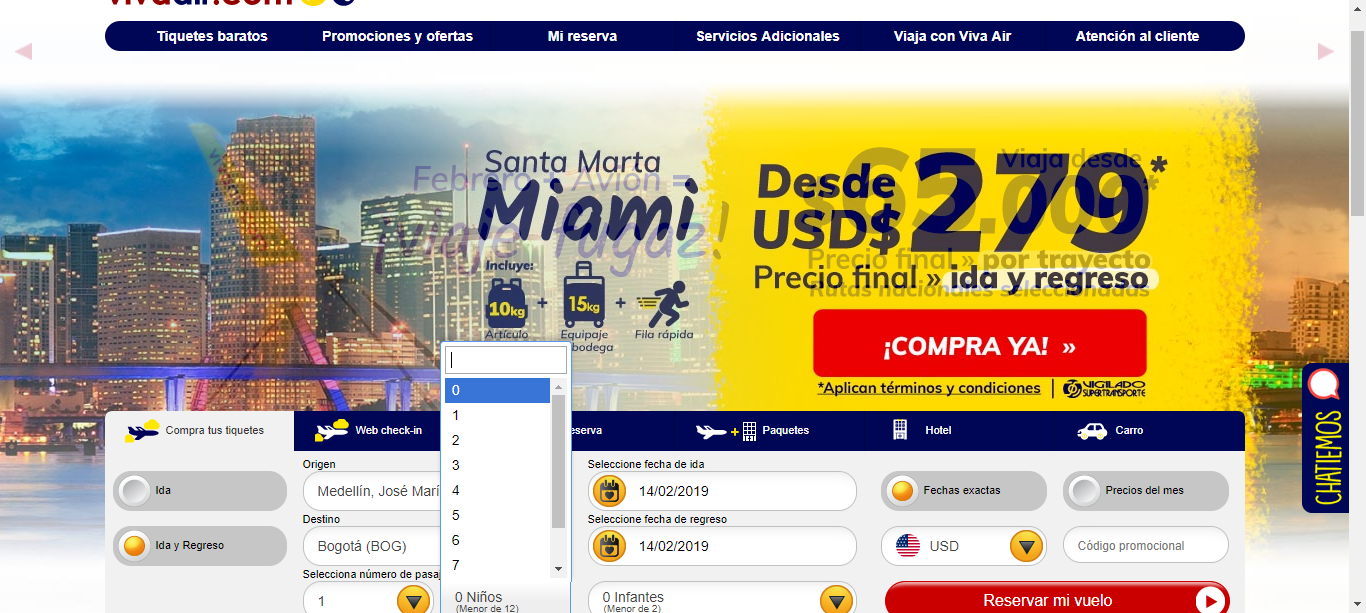 vivaair.com
Tiquetes baratos
Promociones y ofertas
Mi reserva
Servicios Adicionales
Viaja con Viva Air
Atención al cliente
Santa Marta
Miami
Febrero - Avión =
¡Viaje Fugaz!
Incluye:
10kg + 15kg +
Artículo
Equipaje
bodega
Fila rápida
Desde
USD$ 279*
Precio final » ida y regreso
Viaja desde
$65.000*
Precio final » por trayecto
Rutas nacionales seleccionadas
¡COMPRA YA! »
*Aplican términos y condiciones
VIGILADO
SUPERTRANSPORTE
CHATIEMOS
Compra tus tiquetes
Web check-in
eserva
+
Paquetes
Hotel
Carro
Ida
Ida y Regreso
Origen
Medellín, José Marí
Destino
Bogotá (BOG)
Selecciona número de pasaj
1
0
1
2
3
4
5
6
7
0 Niños
(Menor de 12)
Seleccione fecha de ida
14/02/2019
Seleccione fecha de regreso
14/02/2019
0 Infantes
(Menor de 2)
Fechas exactas
Precios del mes
USD
Código promocional
Reservar mi vuelo